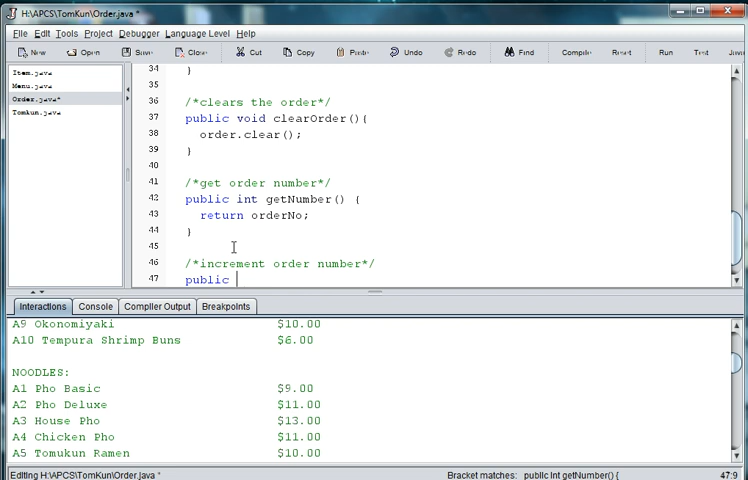 H:\APCS\TomKun\Order.java *
File Edit Tools Project Debugger Language Level Help
New Open Save Close Cut Copy Paste Undo Redo Find Compile Reset Run Test
Item.java
Menu.java
Order.java*
Tomkun.java
34 }
35
36 /*clears the order*/
37 public void clearOrder(){
38 order.clear();
39 }
40
41 /*get order number*/
42 public int getNumber() {
43 return orderNo;
44 }
45
46 /*increment order number*/
47 public
Interactions Console Compiler Output Breakpoints
A9 Okonomiyaki $10.00
A10 Tempura Shrimp Buns $6.00
NOODLES:
A1 Pho Basic $9.00
A2 Pho Deluxe $11.00
A3 House Pho $13.00
A4 Chicken Pho $11.00
A5 Tomukun Ramen $10.00
Editing H:\APCS\TomKun\Order.java * Bracket matches: public int getNumber() { 47:9